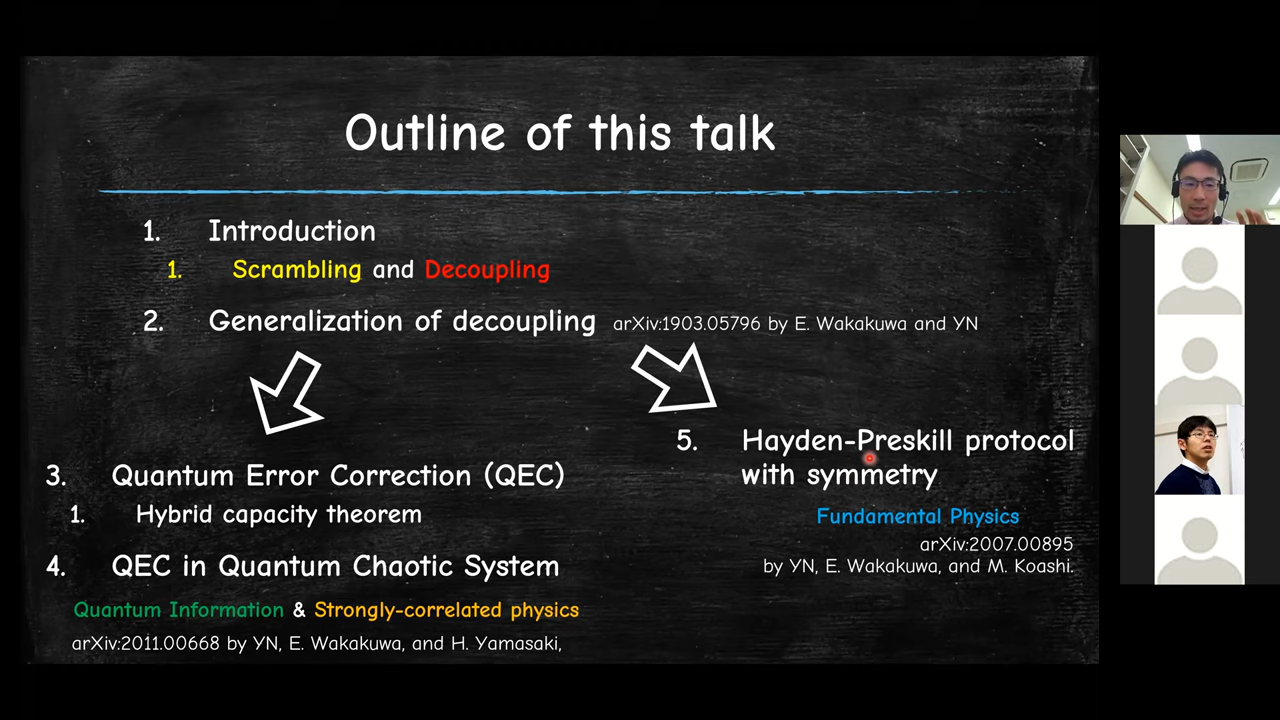 Outline of this talk
1. Introduction
1. Scrambling and Decoupling
2. Generalization of decoupling arXiv:1903.05796 by E. Wakakuwa and YN
3. Quantum Error Correction (QEC)
1. Hybrid capacity theorem
4. QEC in Quantum Chaotic System
Quantum Information & Strongly-correlated physics
arXiv:2011.00668 by YN, E. Wakakuwa, and H. Yamasaki,
5. Hayden-Preskill protocol
with symmetry
Fundamental Physics
arXiv:2007.00895
by YN, E. Wakakuwa, and M. Koashi.